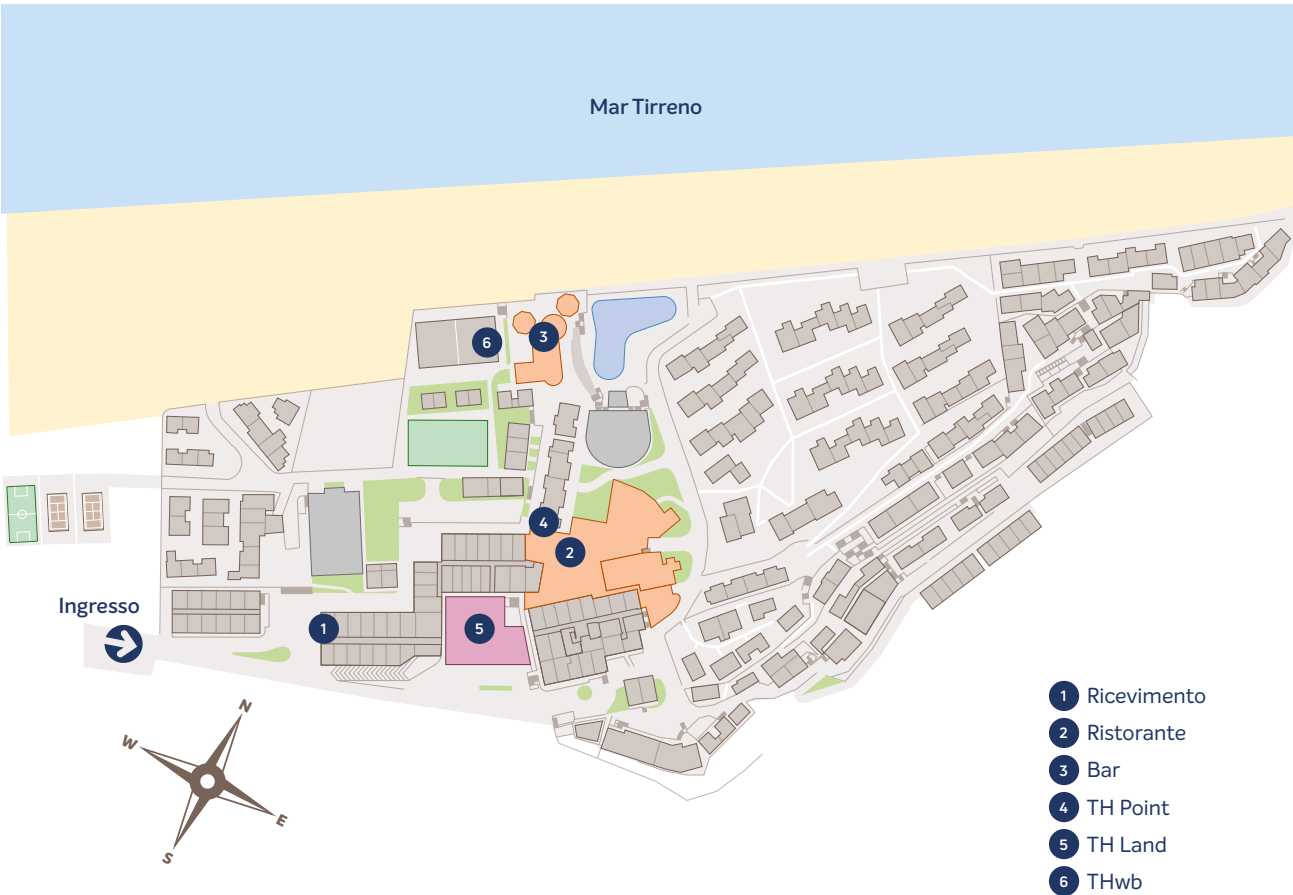 Mar Tirreno
6
3
4
2
Ingresso
1
5
N
W
E
S
1 Ricevimento
2 Ristorante
3 Bar
4 TH Point
5 TH Land
6 THwb